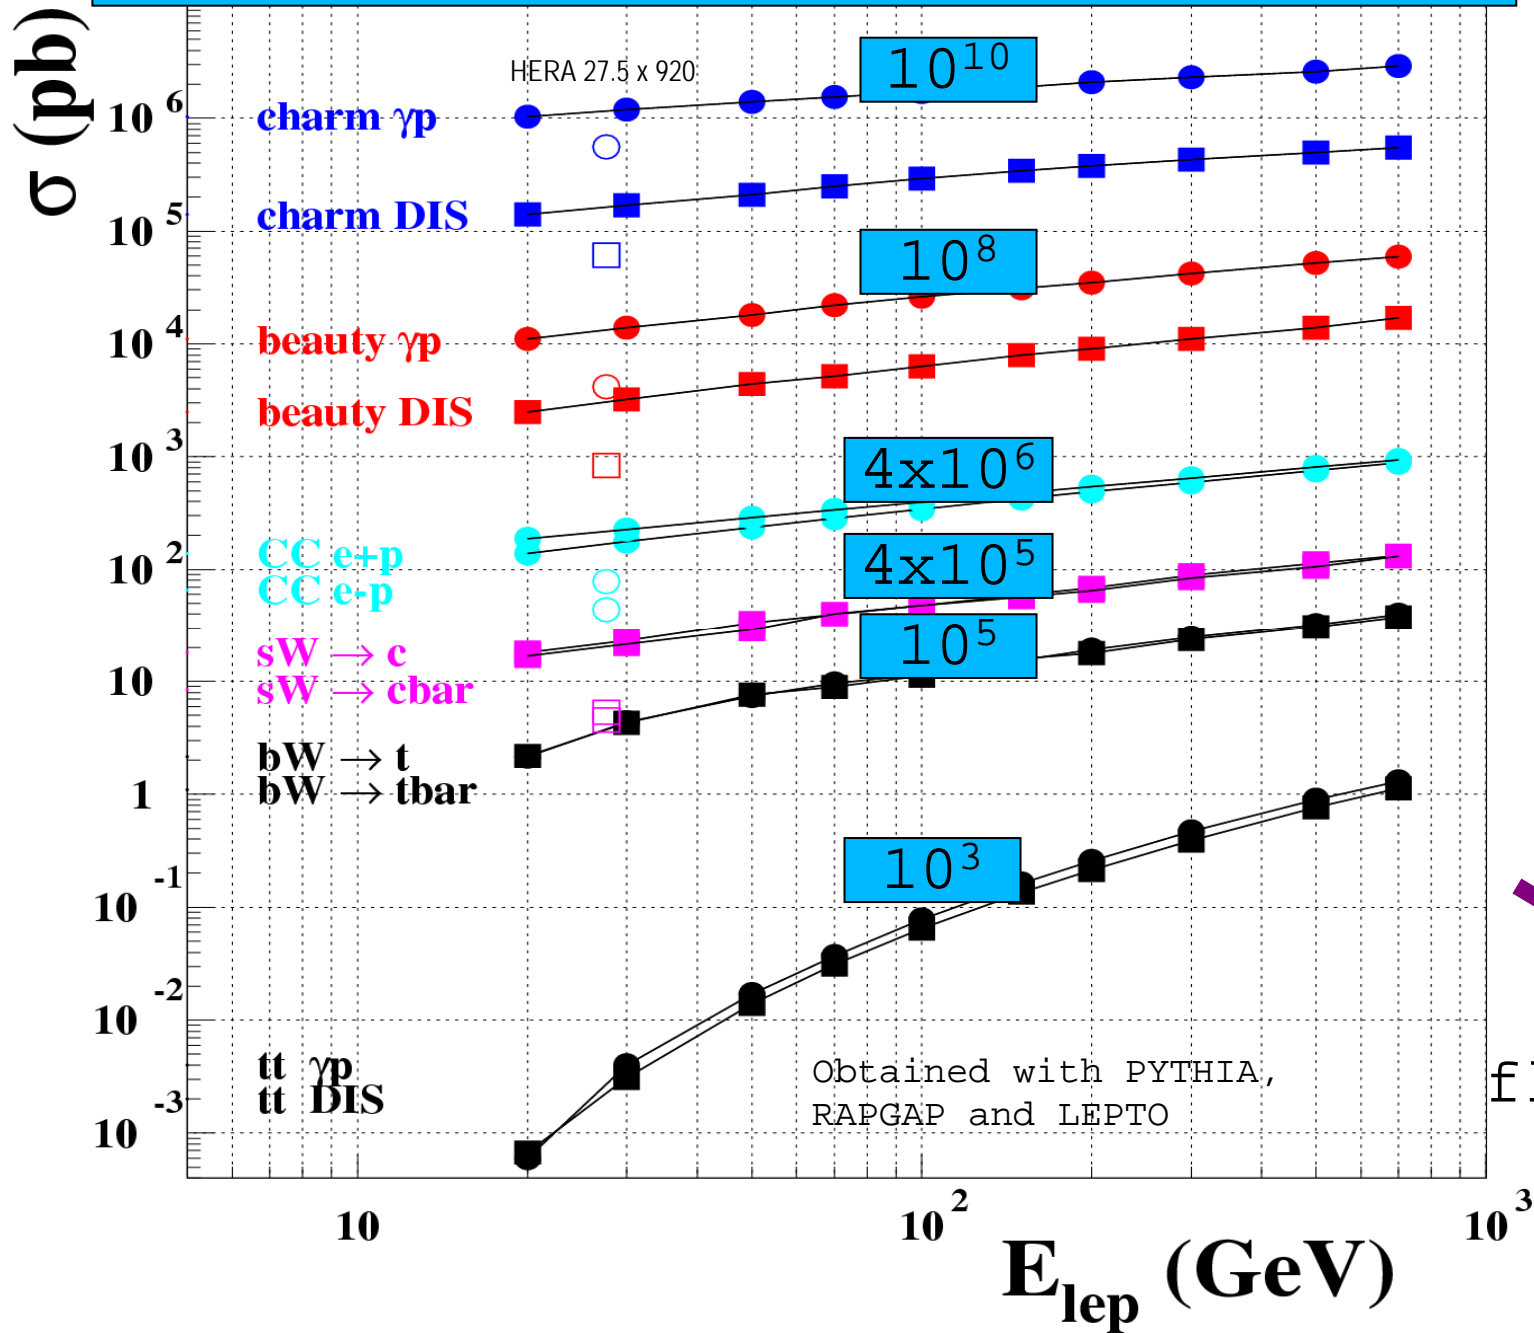 σ (pb)
HERA 27.5 x 920
10^10
10^6
charm γp
charm DIS
10^5
10^8
beauty γp
10^4
beauty DIS
10^3
4x10^6
CC e+p
10^2
CC e-p
4x10^5
sW → c
10^5
10
sW → cbar
bW → t
1
bW → tbar
10^3
10^-1
10^-2
tt γp
tt DIS
Obtained with PYTHIA,
RAPGAP and LEPTO
10^-3
10
10^2
10^3
E_lep (GeV)